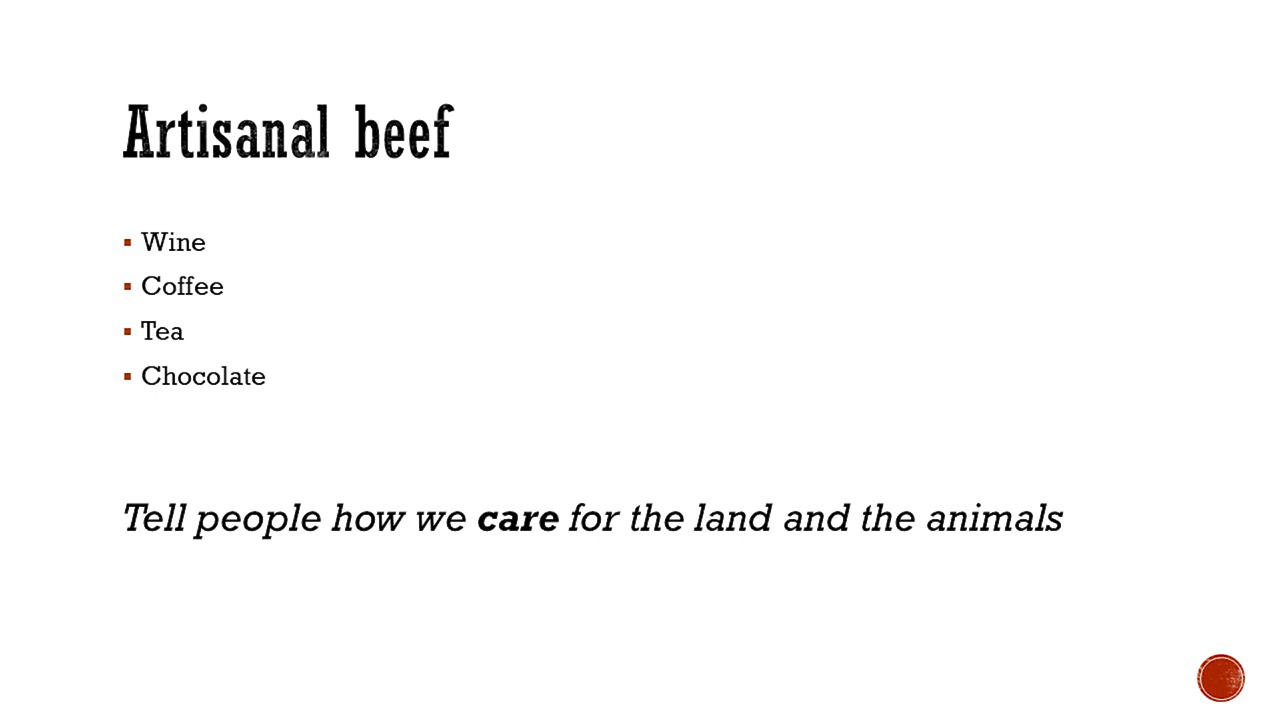 Artisanal beef
Wine
Coffee
Tea
Chocolate
Tell people how we care for the land and the animals